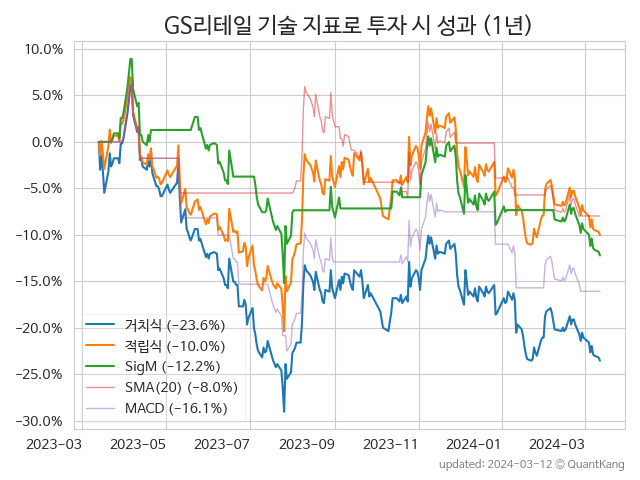 GS리테일 기술 지표로 투자 시 성과 (1년)
10.0%
5.0%
0.0%
−5.0%
−10.0%
−15.0%
−20.0%
−25.0%
−30.0%
거치식 (−23.6%)
적립식 (−10.0%)
SigM (−12.2%)
SMA(20) (−8.0%)
MACD (−16.1%)
2023−03 2023−05 2023−07 2023−09 2023−11 2024−01 2024−03
updated: 2024−03−12 © QuantKang